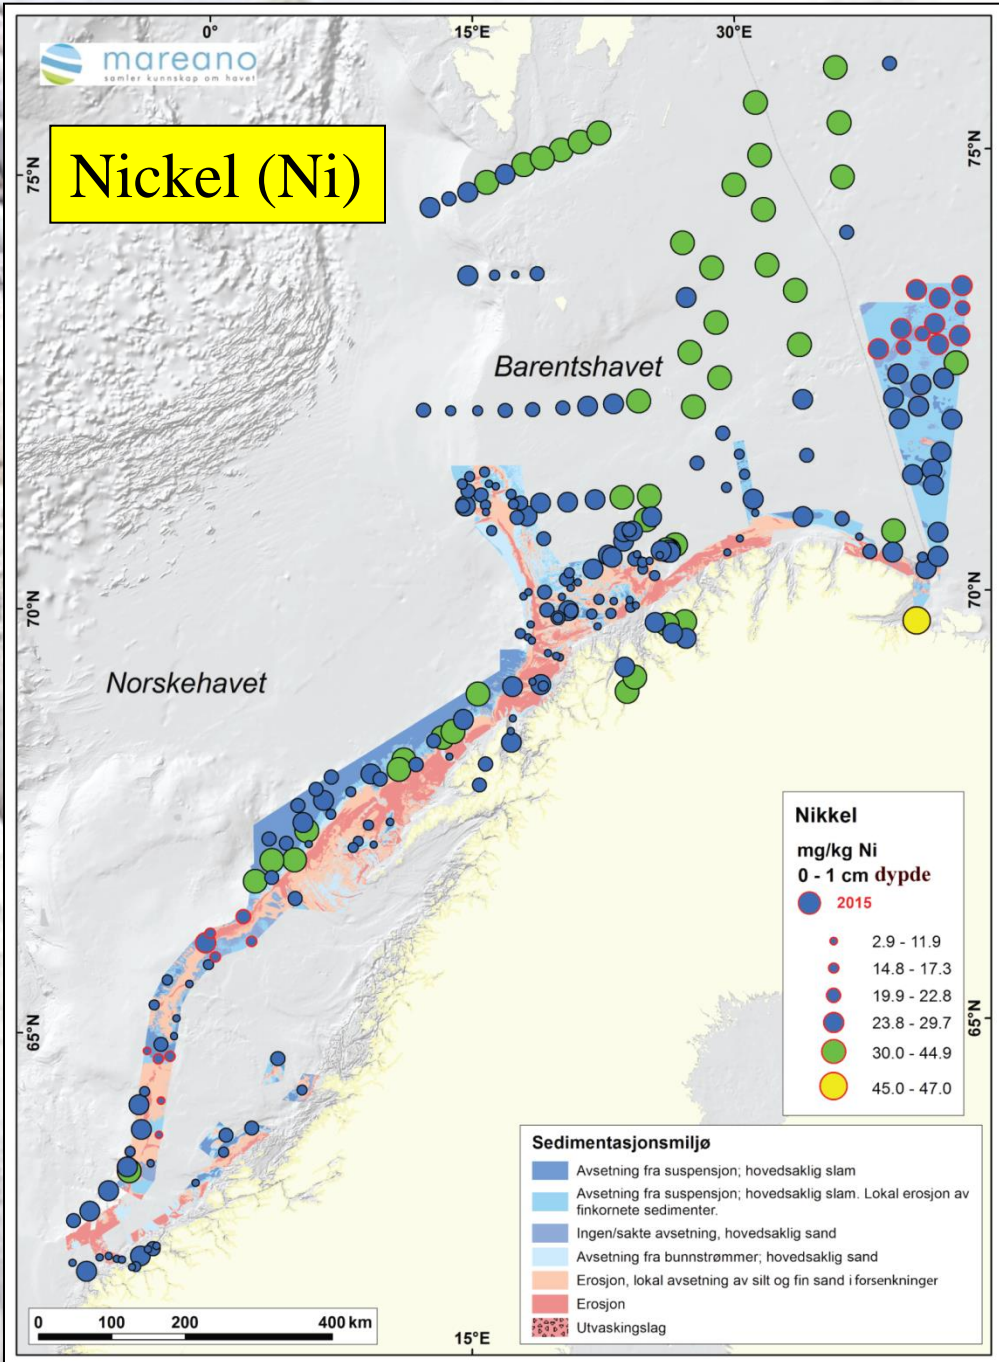 0°
15°E
30°E
mareano
samler kunnskap om havet
Nickel (Ni)
75°N
75°N
Barentshavet
70°N
70°N
Norskehavet
Nikkel
mg/kg Ni
0 - 1 cm dypde
2015
2.9 - 11.9
14.8 - 17.3
19.9 - 22.8
23.8 - 29.7
30.0 - 44.9
45.0 - 47.0
65°N
65°N
Sedimentasjonsmiljø
Avsetning fra suspensjon; hovedsaklig slam
Avsetning fra suspensjon; hovedsaklig slam. Lokal erosjon av
finkornete sedimenter.
Ingen/sakte avsetning, hovedsaklig sand
Avsetning fra bunnstrømmer; hovedsaklig sand
Erosjon, lokal avsetning av silt og fin sand i forsenkninger
Erosjon
Utvaskingslag
0 100 200 400 km
15°E